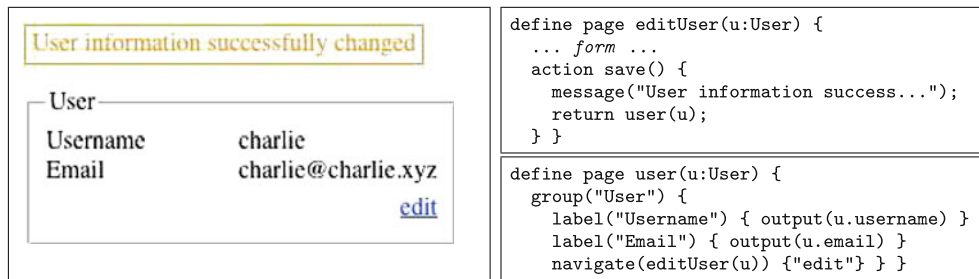 User information successfully changed
User
Username charlie
Email charlie@charlie.xyz
edit
define page editUser(u:User) {
... form ...
action save() {
message("User information success...");
return user(u);
} }
define page user(u:User) {
group("User") {
label("Username") { output(u.username) }
label("Email") { output(u.email) }
navigate(editUser(u)) {"edit"} } }